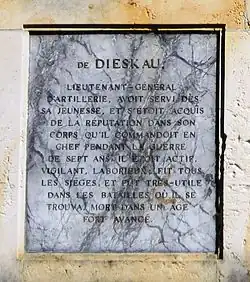 DE DIESKAU,
LIEUTENANT-GÉNÉRAL
D'ARTILLERIE, AVOIT SERVI DÈS
SA JEUNESSE, ET S'ÉTOIT ACQUIS
DE LA RÉPUTATION DANS SON
CORPS QU'IL COMMANDOIT EN
CHEF PENDANT LA GUERRE
DE SEPT ANS. IL ÉTOIT ACTIF,
VIGILANT, LABORIEUX; FIT TOUS
LES SIÈGES, ET FUT TRÈS-UTILE
DANS LES BATAILLES OÙ IL SE
TROUVA; MORT DANS UN ÂGE
FORT AVANCÉ.